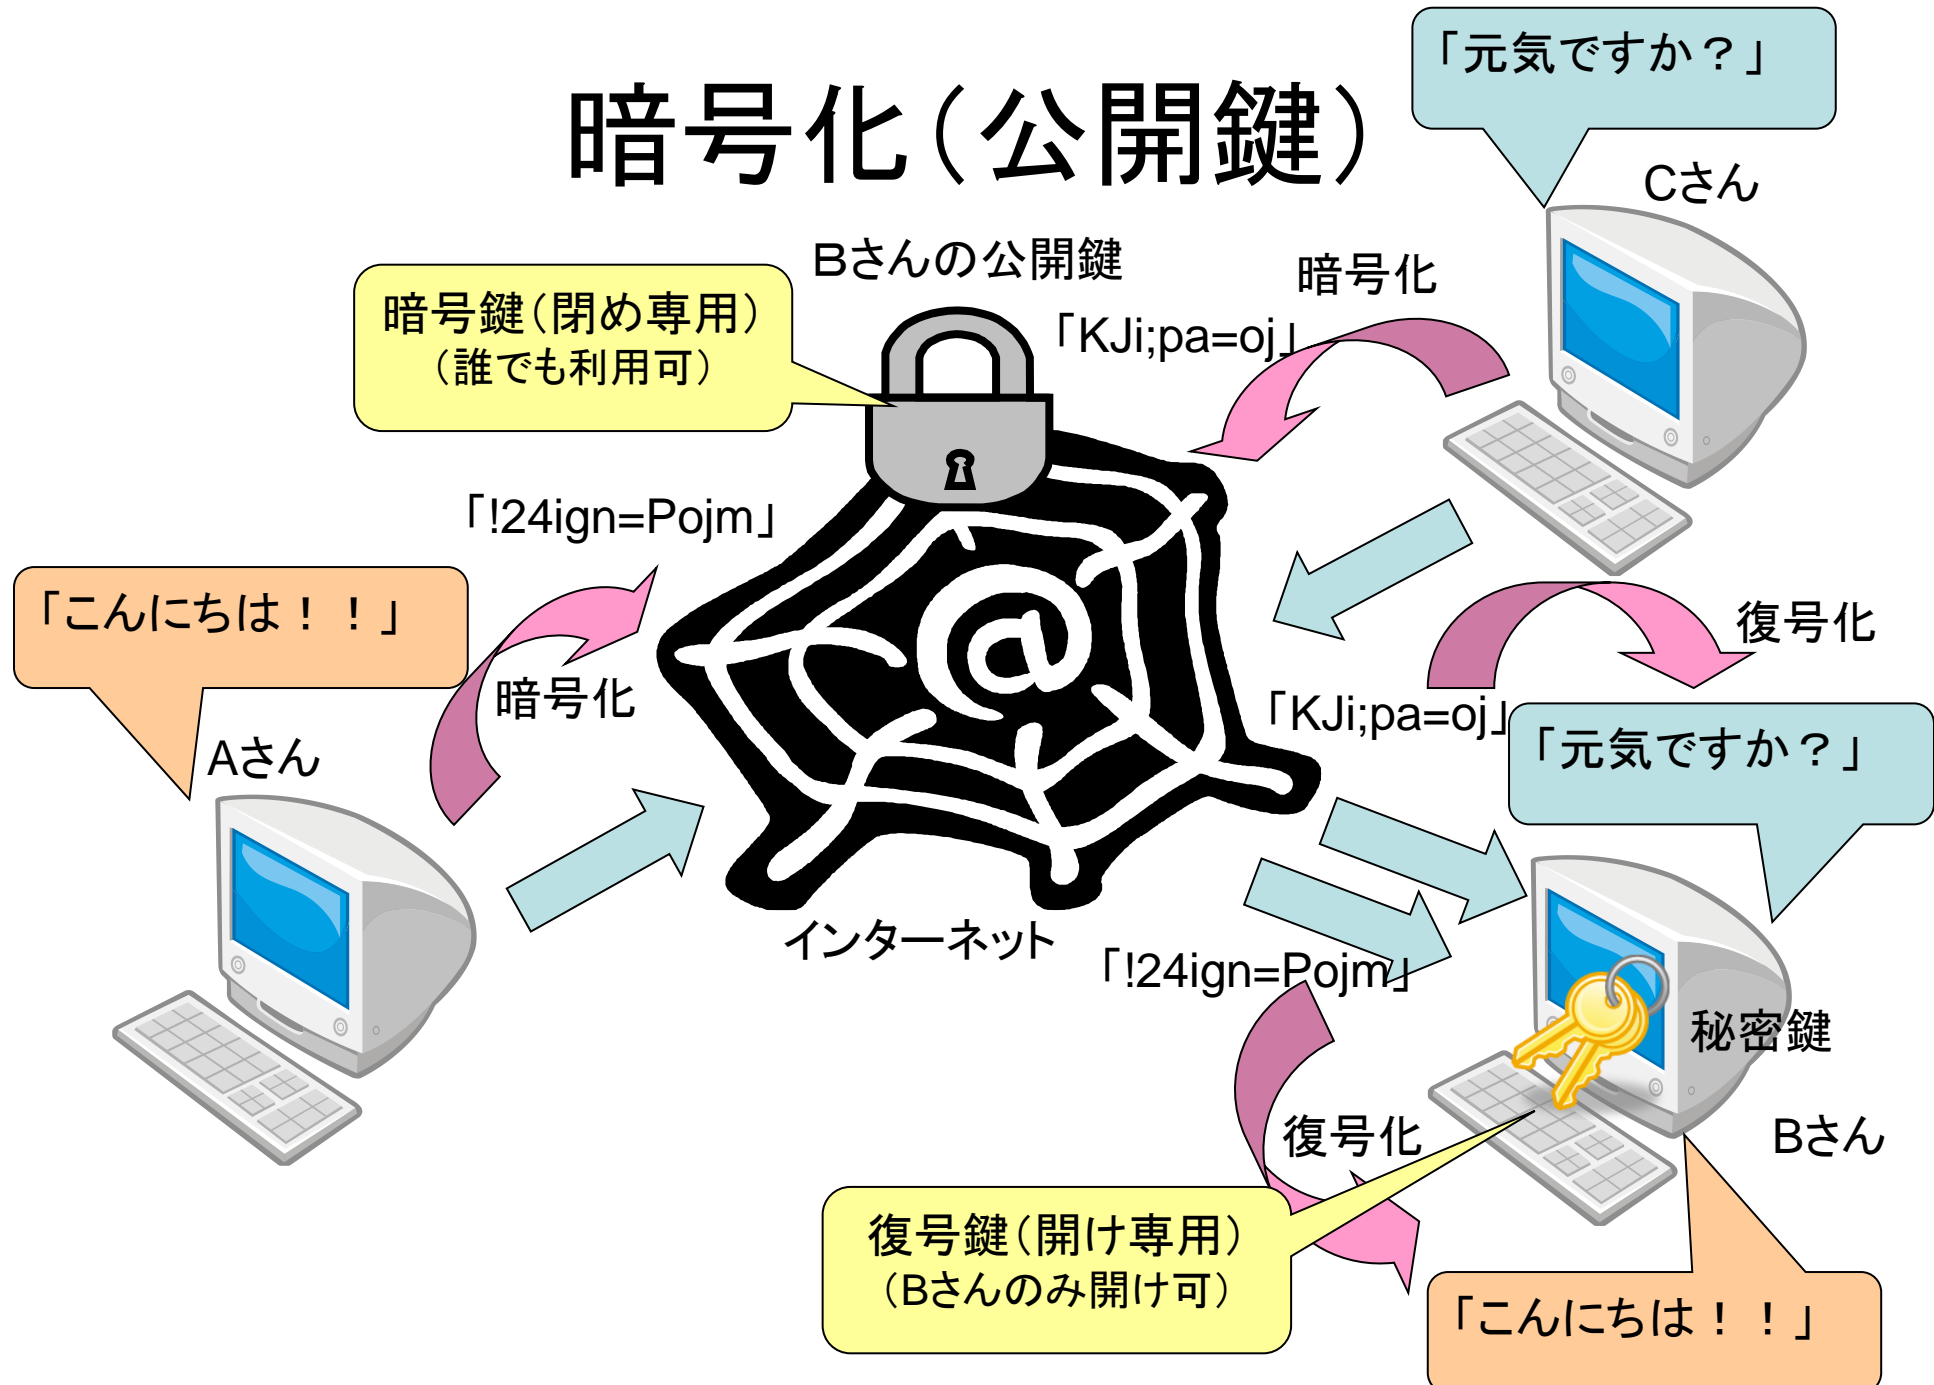 「元気ですか？」
暗号化（公開鍵）
Cさん
Bさんの公開鍵
暗号化
暗号鍵（閉め専用）
（誰でも利用可）
「KJi;pa=oj」
「!24ign=Pojm」
「こんにちは！！」
復号化
暗号化
「KJi;pa=oj」
「元気ですか？」
Aさん
インターネット
「!24ign=Pojm」
秘密鍵
復号化
Bさん
復号鍵（開け専用）
（Bさんのみ開け可）
「こんにちは！！」